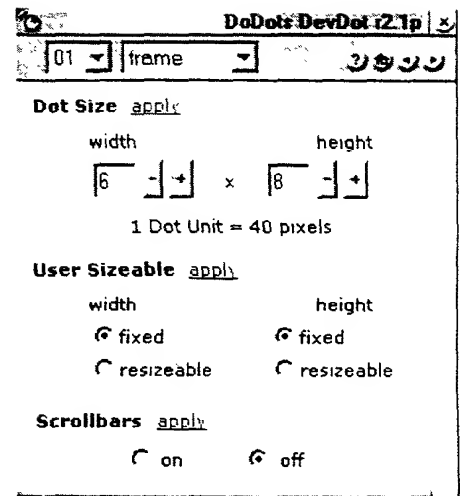 DoDots DevDot r2.1p
01 frame
Dot Size apply
width height
6 - + x 8 - +
1 Dot Unit = 40 pixels
User Sizeable apply
width height
fixed fixed
resizeable resizeable
Scrollbars apply
on off